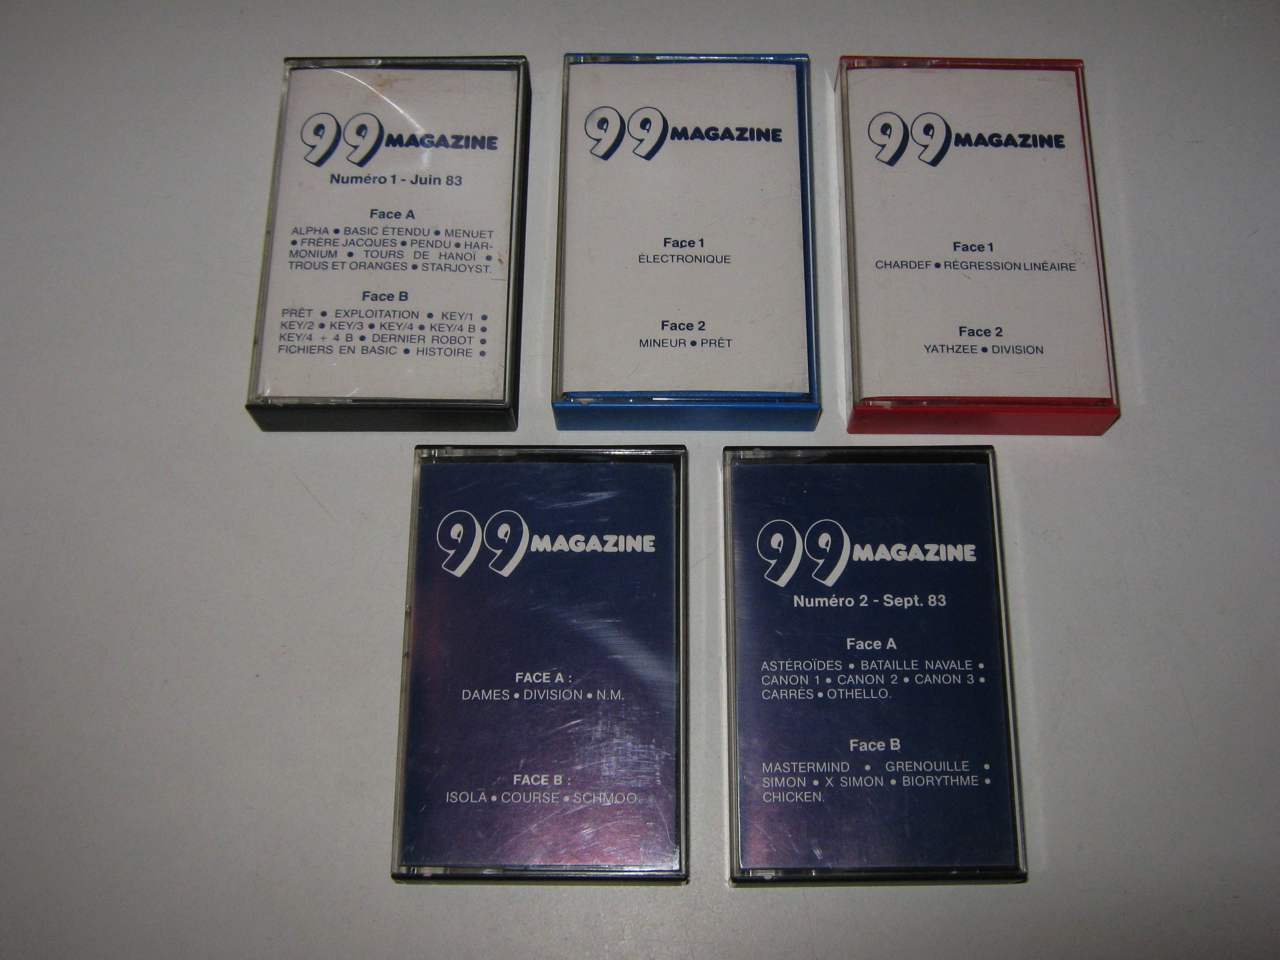 99 MAGAZINE
Numéro 1 - Juin 83
Face A
ALPHA • BASIC ÉTENDU • MENUET
• FRÈRE JACQUES • PENDU • HAR-
MONIUM • TOURS DE HANOÏ •
TROUS ET ORANGES • STARJOYST.
Face B
PRÊT • EXPLOITATION • KEY/1 •
KEY/2 • KEY/3 • KEY/4 • KEY/4 B •
KEY/4 + 4 B • DERNIER ROBOT •
FICHIERS EN BASIC • HISTOIRE •
99 MAGAZINE
Face 1
ÉLECTRONIQUE
Face 2
MINEUR • PRÊT
99 MAGAZINE
Face 1
CHARDEF • RÉGRESSION LINÉAIRE
Face 2
YATHZEE • DIVISION
99 MAGAZINE
FACE A :
DAMES • DIVISION • N.M.
FACE B :
ISOLA • COURSE • SCHMOO.
99 MAGAZINE
Numéro 2 - Sept. 83
Face A
ASTÉROÏDES • BATAILLE NAVALE •
CANON 1 • CANON 2 • CANON 3 •
CARRÉS • OTHELLO.
Face B
MASTERMIND • GRENOUILLE •
SIMON • X SIMON • BIORYTHME •
CHICKEN.